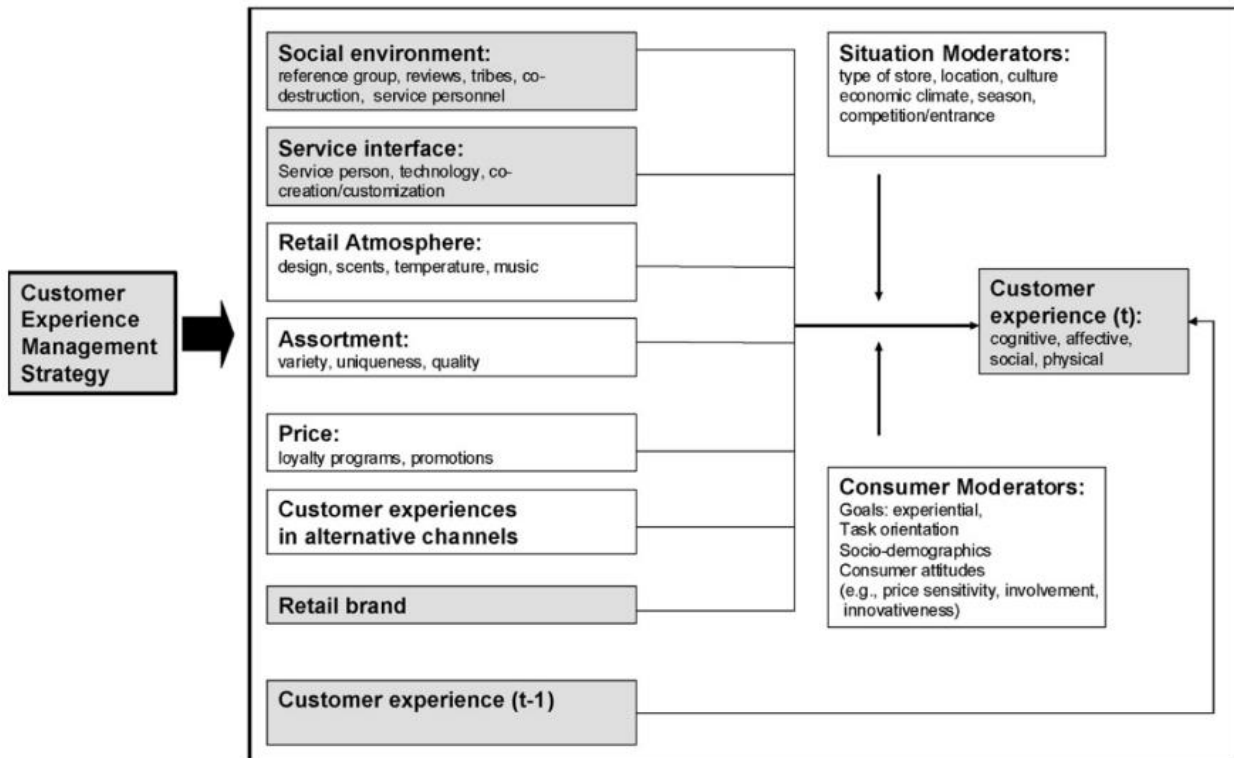 Customer
Experience
Management
Strategy
Social environment:
reference group, reviews, tribes, co-
destruction, service personnel
Service interface:
Service person, technology, co-
creation/customization
Retail Atmosphere:
design, scents, temperature, music
Assortment:
variety, uniqueness, quality
Price:
loyalty programs, promotions
Customer experiences
in alternative channels
Retail brand
Customer experience (t-1)
Situation Moderators:
type of store, location, culture
economic climate, season,
competition/entrance
Customer
experience (t):
cognitive, affective,
social, physical
Consumer Moderators:
Goals: experiential,
Task orientation
Socio-demographics
Consumer attitudes
(e.g., price sensitivity, involvement,
innovativeness)